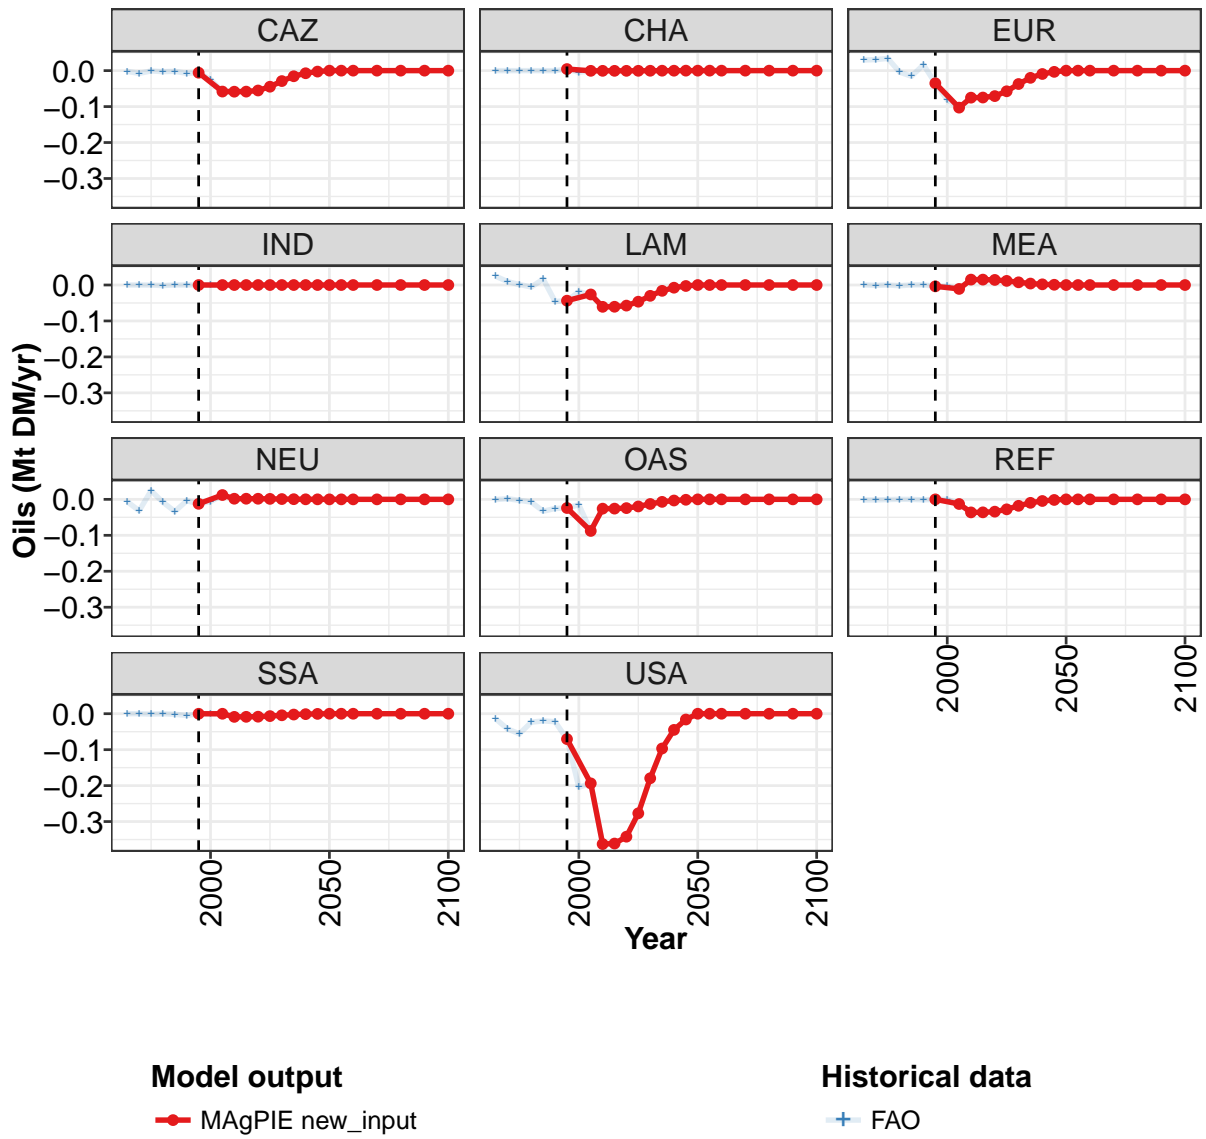 CAZ CHA EUR
0.0
−0.1
−0.2
−0.3
IND LAM MEA
0.0
−0.1
−0.2
−0.3
NEU OAS REF
0.0
−0.1
−0.2
−0.3
2000 2050 2100
SSA USA
0.0
−0.1
−0.2
−0.3
2000 2050 2100 2000 2050 2100
Oils (Mt DM/yr)
Year
Model output Historical data
MAgPIE new_input FAO